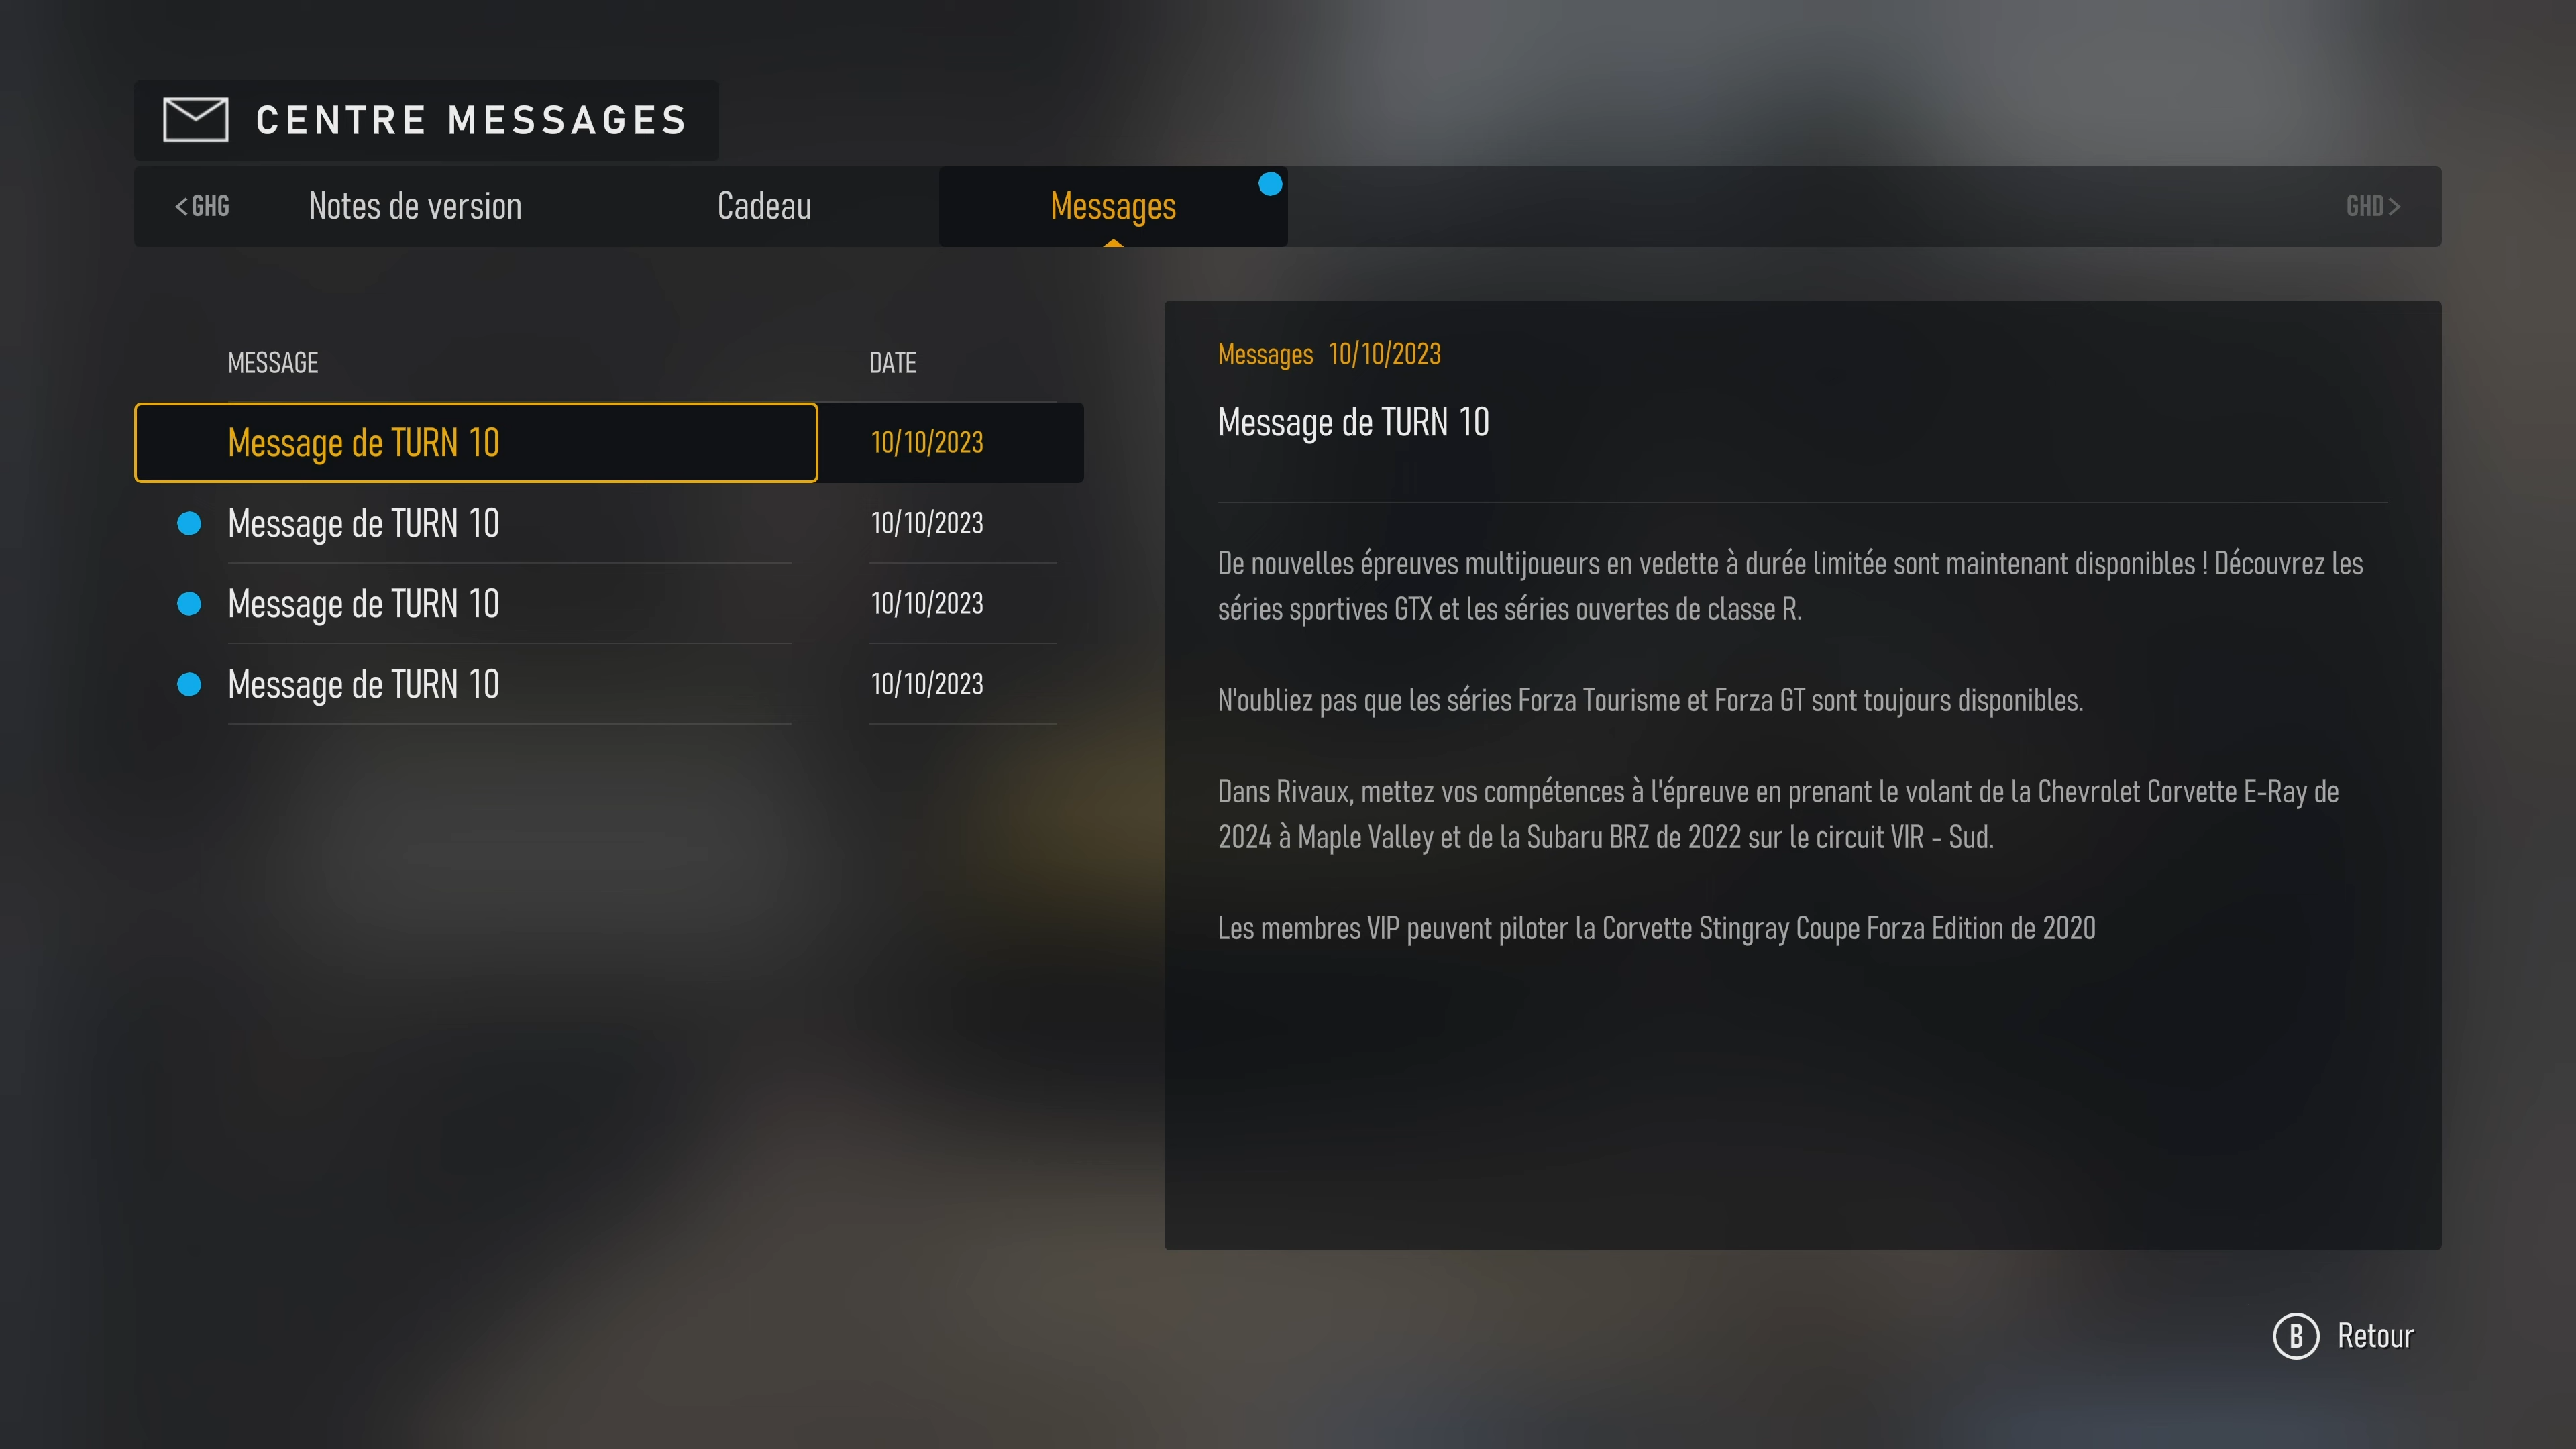 CENTRE MESSAGES
<GHG Notes de version Cadeau Messages GHD>
MESSAGE DATE
Message de TURN 10 10/10/2023
Message de TURN 10 10/10/2023
Message de TURN 10 10/10/2023
Message de TURN 10 10/10/2023
Messages 10/10/2023
Message de TURN 10
De nouvelles épreuves multijoueurs en vedette à durée limitée sont maintenant disponibles ! Découvrez les
séries sportives GTX et les séries ouvertes de classe R.
N'oubliez pas que les séries Forza Tourisme et Forza GT sont toujours disponibles.
Dans Rivaux, mettez vos compétences à l'épreuve en prenant le volant de la Chevrolet Corvette E-Ray de
2024 à Maple Valley et de la Subaru BRZ de 2022 sur le circuit VIR - Sud.
Les membres VIP peuvent piloter la Corvette Stingray Coupe Forza Edition de 2020
B Retour